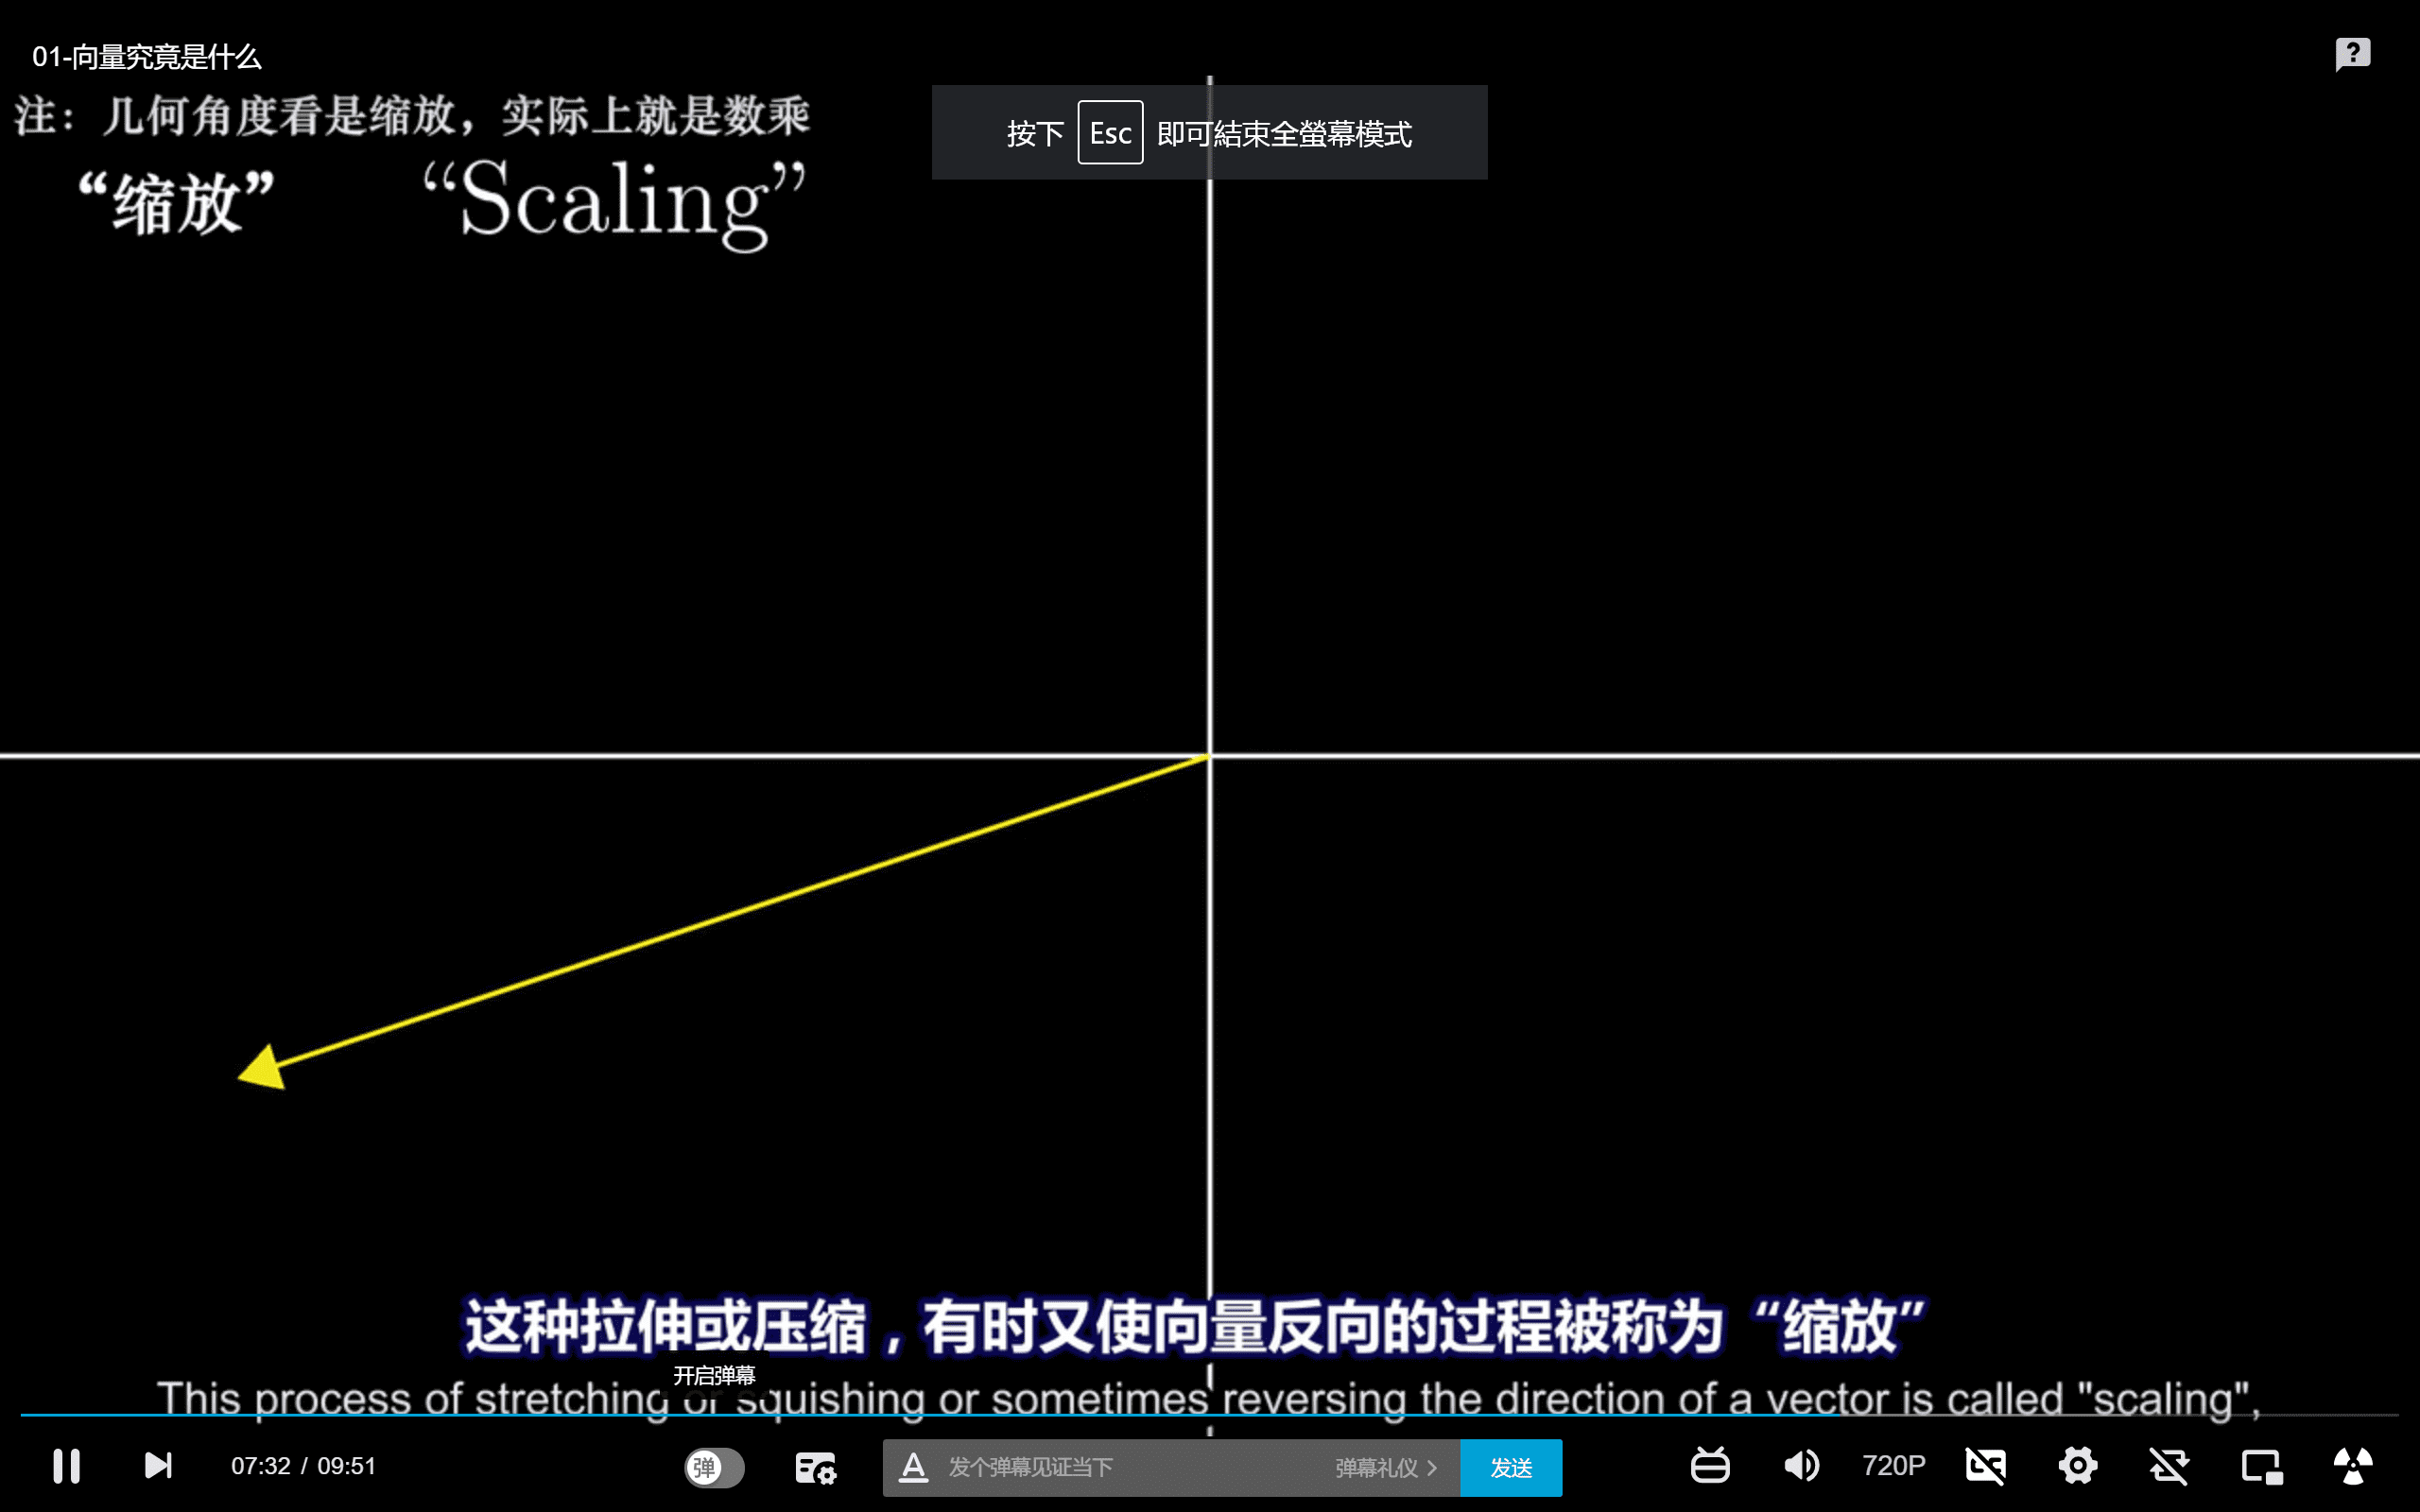 01-向量究竟是什么
注：几何角度看是缩放，实际上就是数乘
按下 Esc 即可結束全螢幕模式
“缩放” “Scaling”
这种拉伸或压缩，有时又使向量反向的过程被称为“缩放”
开启弹幕
This process of stretching or squishing or sometimes reversing the direction of a vector is called "scaling",
07:32 / 09:51
弹
发个弹幕见证当下
弹幕礼仪
发送
720P